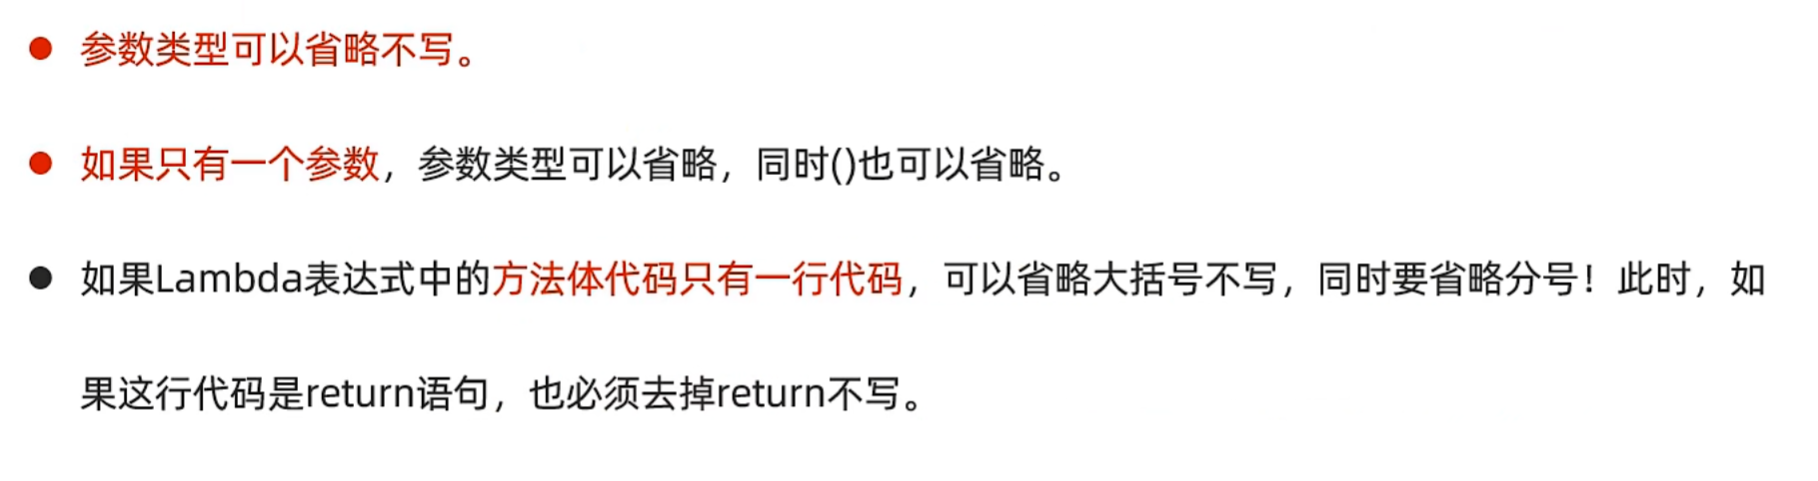 参数类型可以省略不写。
如果只有一个参数，参数类型可以省略，同时()也可以省略。
如果Lambda表达式中的方法体代码只有一行代码，可以省略大括号不写，同时要省略分号！此时，如
果这行代码是return语句，也必须去掉return不写。